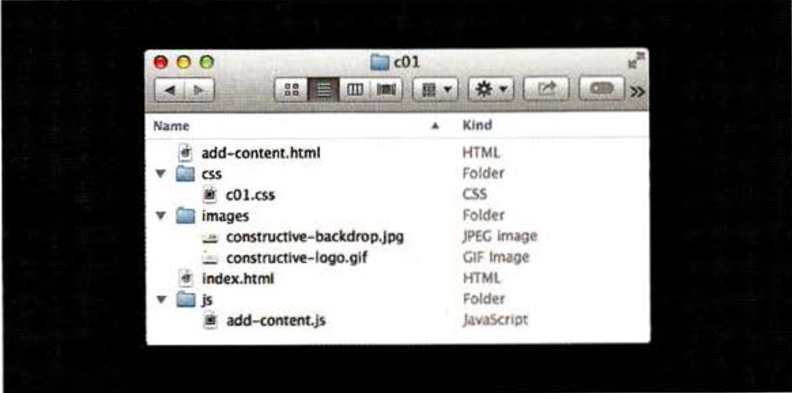 c01
Name Kind
add-content.html HTML
css Folder
c01.css CSS
images Folder
constructive-backdrop.jpg JPEG image
constructive-logo.gif GIF Image
index.html HTML
js Folder
add-content.js JavaScript